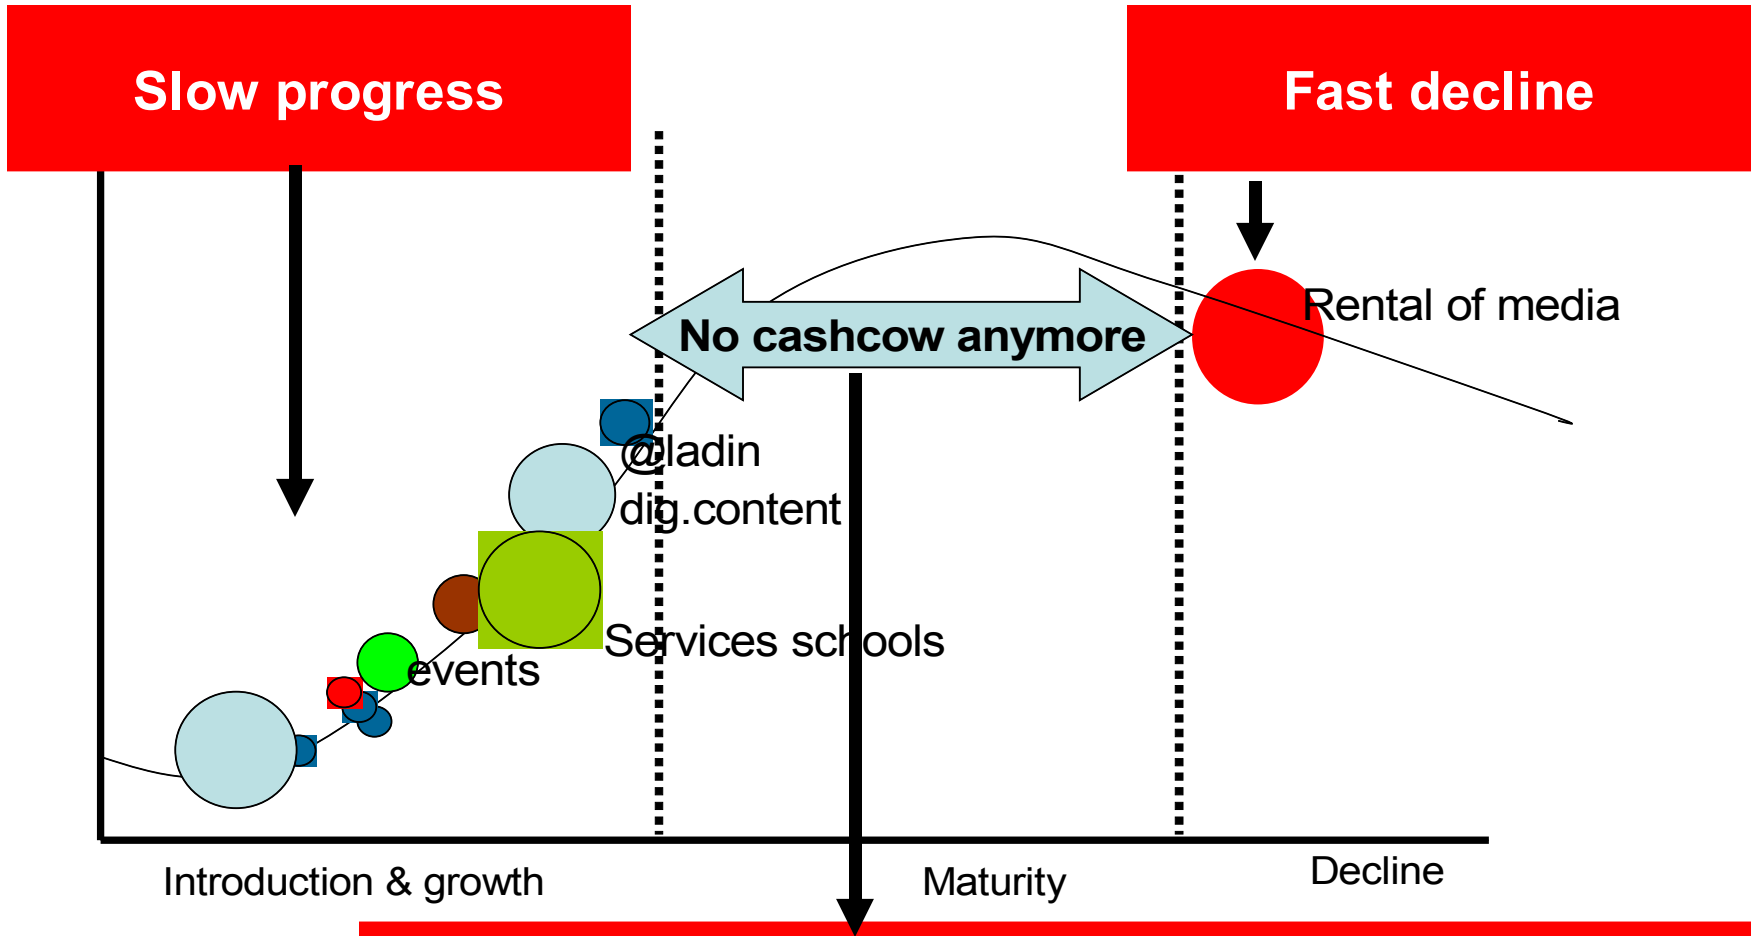 Slow progress
Fast decline
Rental of media
No cashcow anymore
@ladin
dig.content
Services schools
events
Introduction & growth
Maturity
Decline